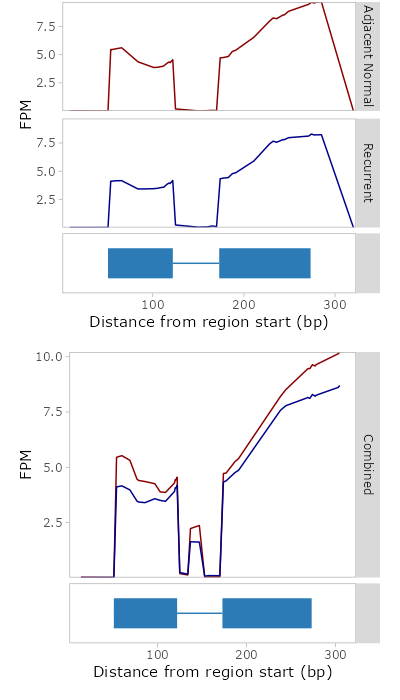 7.5
5.0
2.5
Adjacent Normal
FPM
7.5
5.0
2.5
Recurrent
100 200 300
Distance from region start (bp)
10.0
7.5
5.0
2.5
FPM
Combined
100 200 300
Distance from region start (bp)